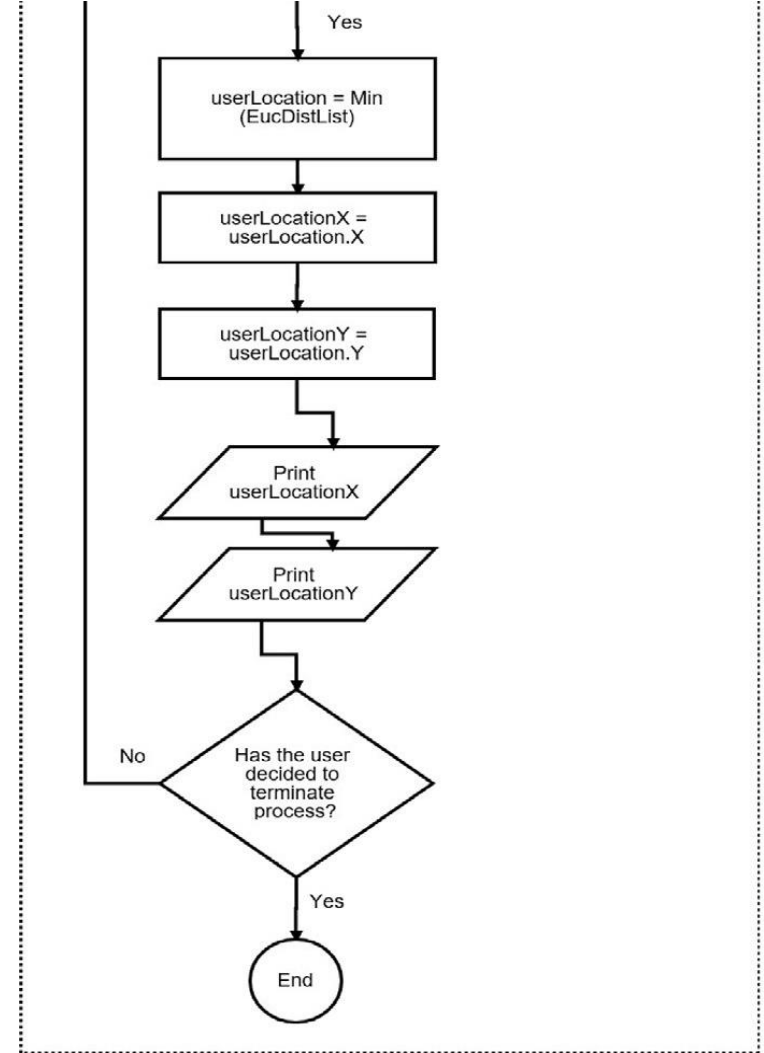 Yes
userLocation = Min
(EucDistList)
userLocationX =
userLocation.X
userLocationY =
userLocation.Y
Print
userLocationX
Print
userLocationY
No
Has the user
decided to
terminate
process?
Yes
End